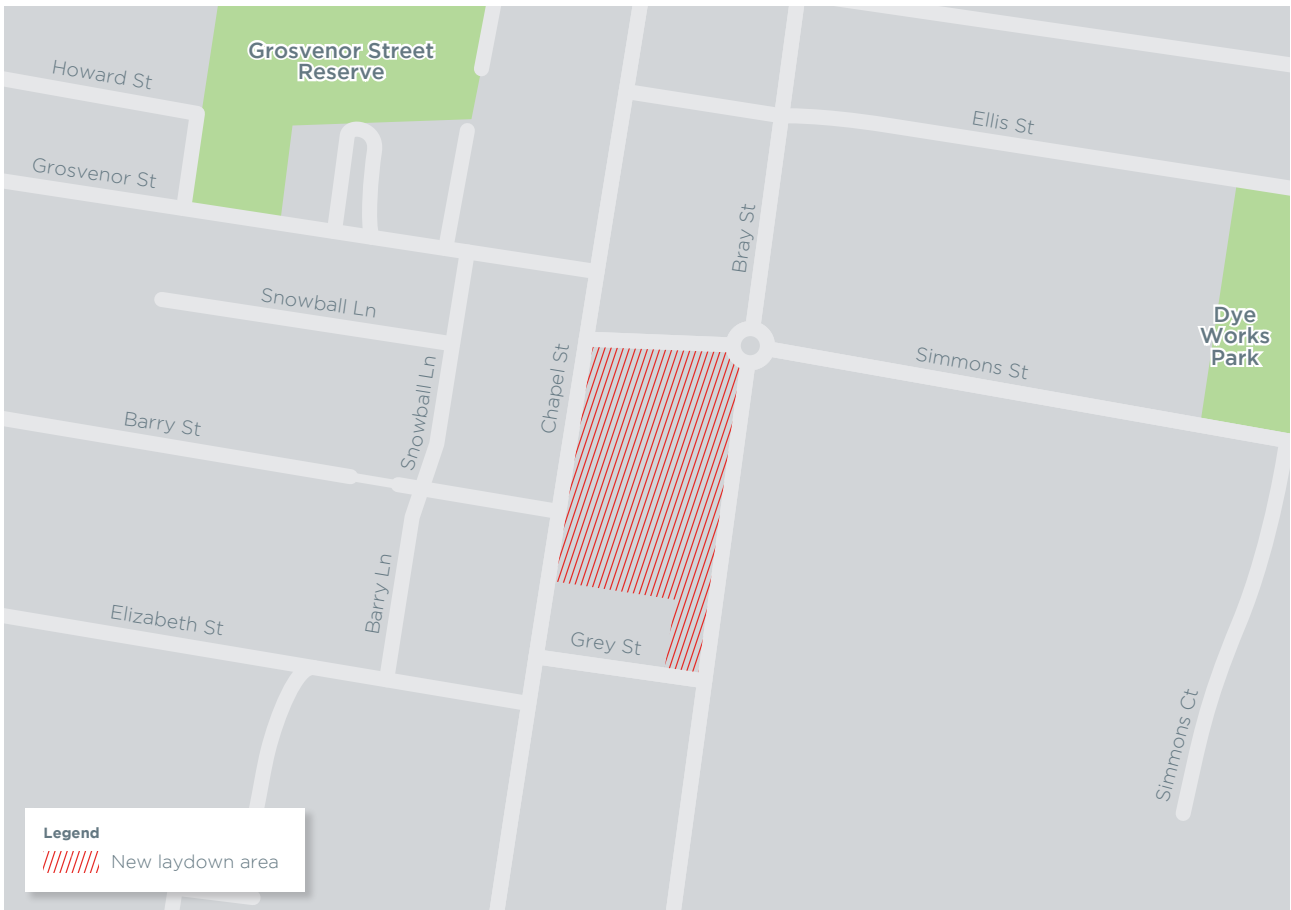 Grosvenor Street
Reserve
Howard St
Ellis St
Grosvenor St
Bray St
Snowball Ln
Dye
Works
Park
Simmons St
Chapel St
Snowball Ln
Barry St
Barry Ln
Elizabeth St
Grey St
Simmons Ct
Legend
New laydown area